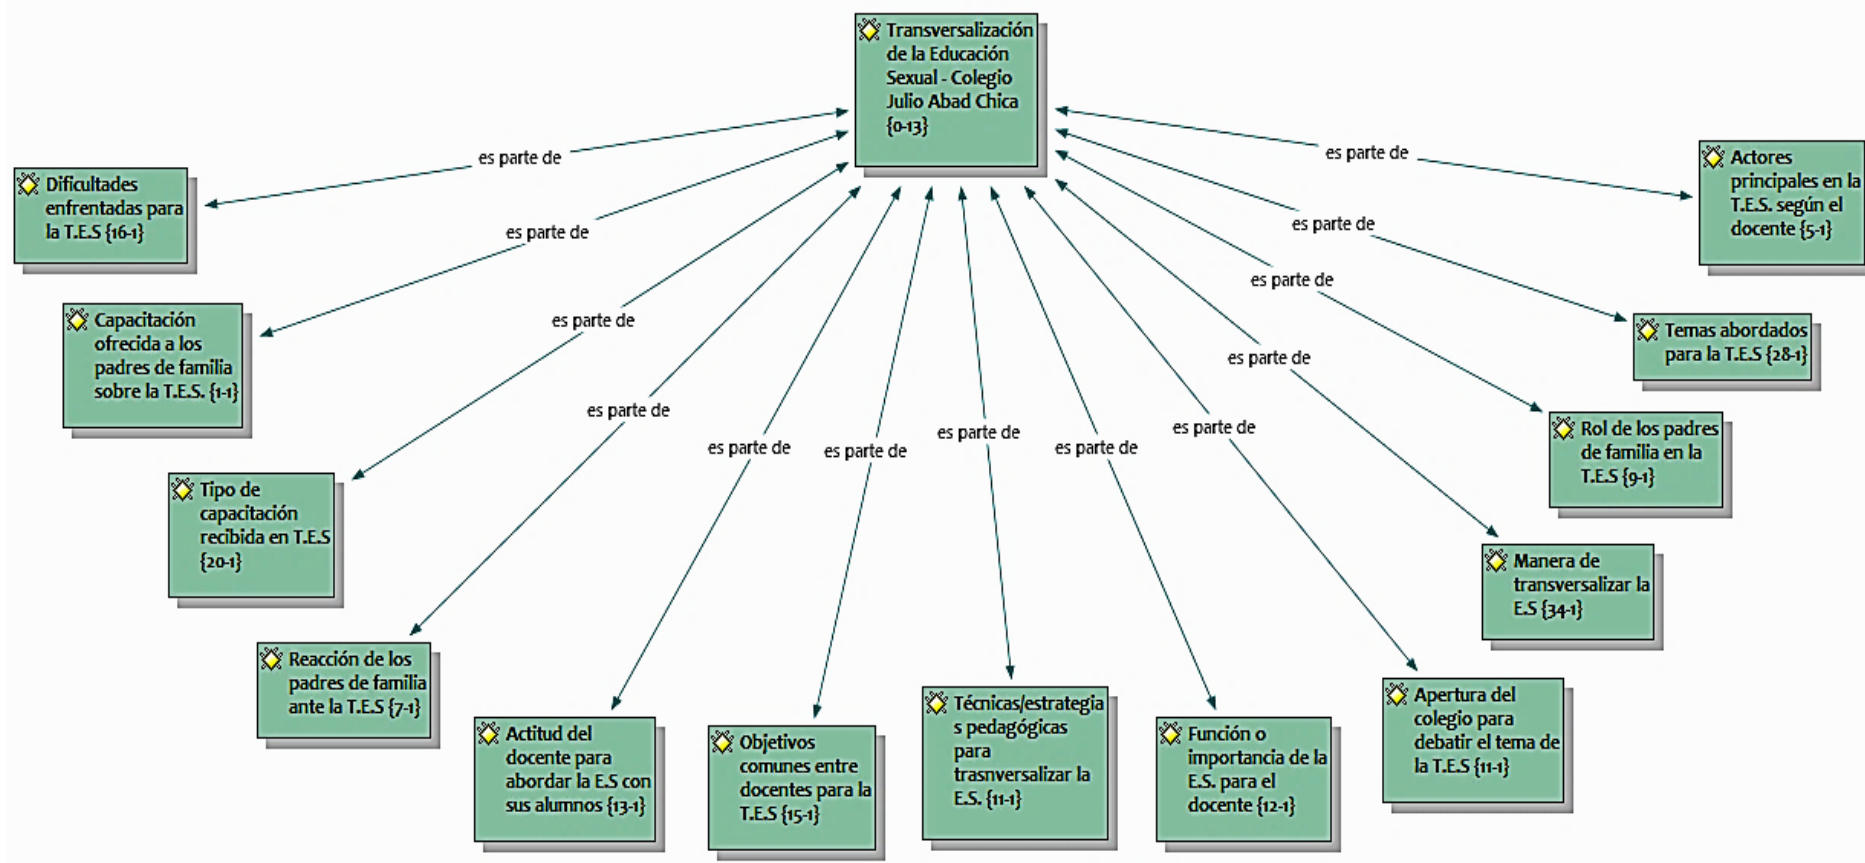 Transversalización
de la Educación
Sexual - Colegio
Julio Abad Chica
{0-13}
es parte de
es parte de
es parte de
es parte de
es parte de
es parte de
es parte de
es parte de
es parte de
es parte de
es parte de
es parte de
es parte de
Dificultades
enfrentadas para
la T.E.S {16-1}
Capacitación
ofrecida a los
padres de familia
sobre la T.E.S. {1-1}
Tipo de
capacitación
recibida en T.E.S
{20-1}
Reacción de los
padres de familia
ante la T.E.S {7-1}
Actitud del
docente para
abordar la E.S con
sus alumnos {13-1}
Objetivos
comunes entre
docentes para la
T.E.S {15-1}
Técnicas/estrategia
s pedagógicas
para
trasnversalizar la
E.S. {11-1}
Función o
importancia de la
E.S. para el
docente {12-1}
Apertura del
colegio para
debatir el tema de
la T.E.S {11-1}
Manera de
transversalizar la
E.S {34-1}
Rol de los padres
de familia en la
T.E.S {9-1}
Temas abordados
para la T.E.S {28-1}
Actores
principales en la
T.E.S. según el
docente {5-1}